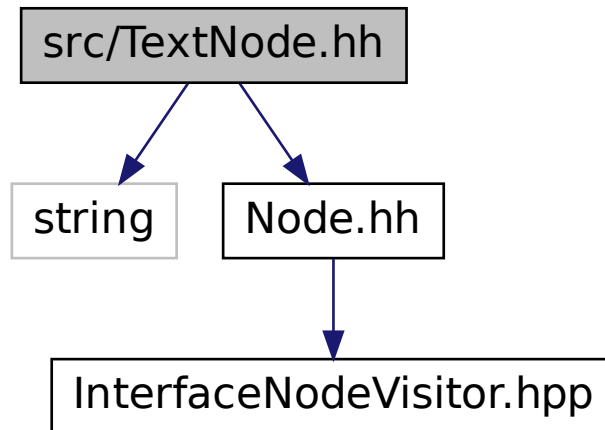 src/TextNode.hh
string
Node.hh
InterfaceNodeVisitor.hpp